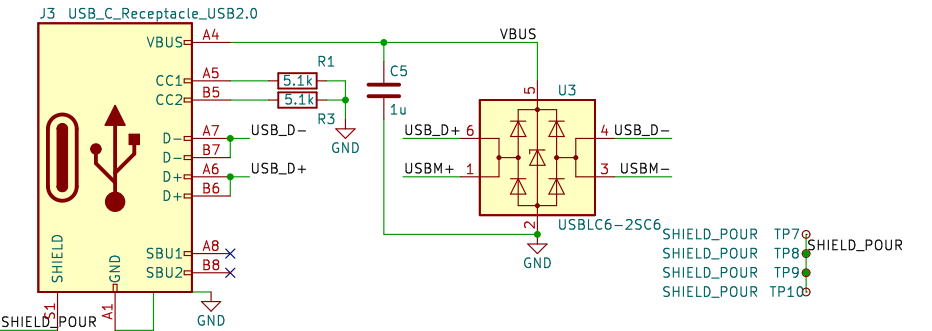 J3 USB_C_Receptacle_USB2.0
VBUS A4
VBUS
CC1 A5
R1
5.1k
CC2 B5
5.1k
R3
GND
C5
1u
D- A7
USB_D-
D- B7
D+ A6
USB_D+
D+ B6
SBU1 A8
SBU2 B8
SHIELD
S1
GND
A1
GND
SHIELD_POUR
U3
5
USB_D+ 6
4 USB_D-
USBM+ 1
3 USBM-
2
USBLC6-2SC6
GND
SHIELD_POUR TP7
SHIELD_POUR
SHIELD_POUR TP8
SHIELD_POUR TP9
SHIELD_POUR TP10